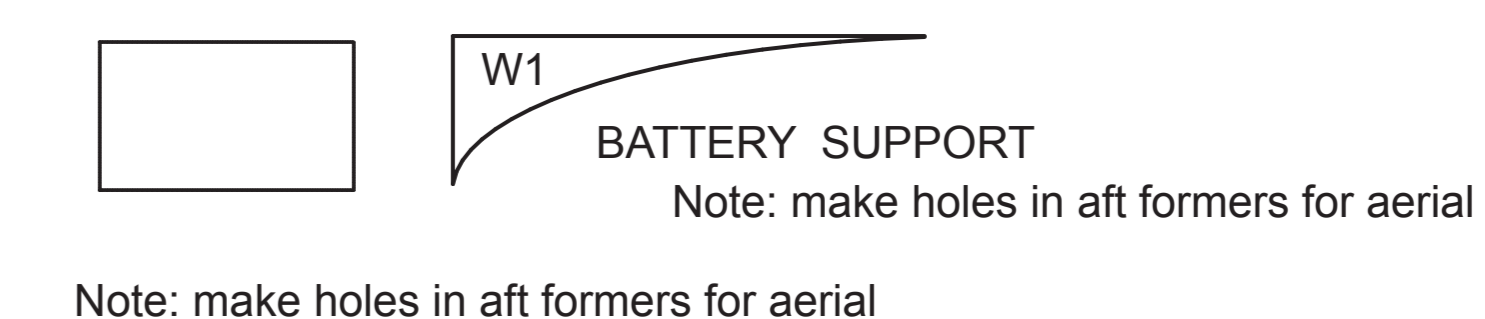 W1
BATTERY SUPPORT
Note: make holes in aft formers for aerial
Note: make holes in aft formers for aerial